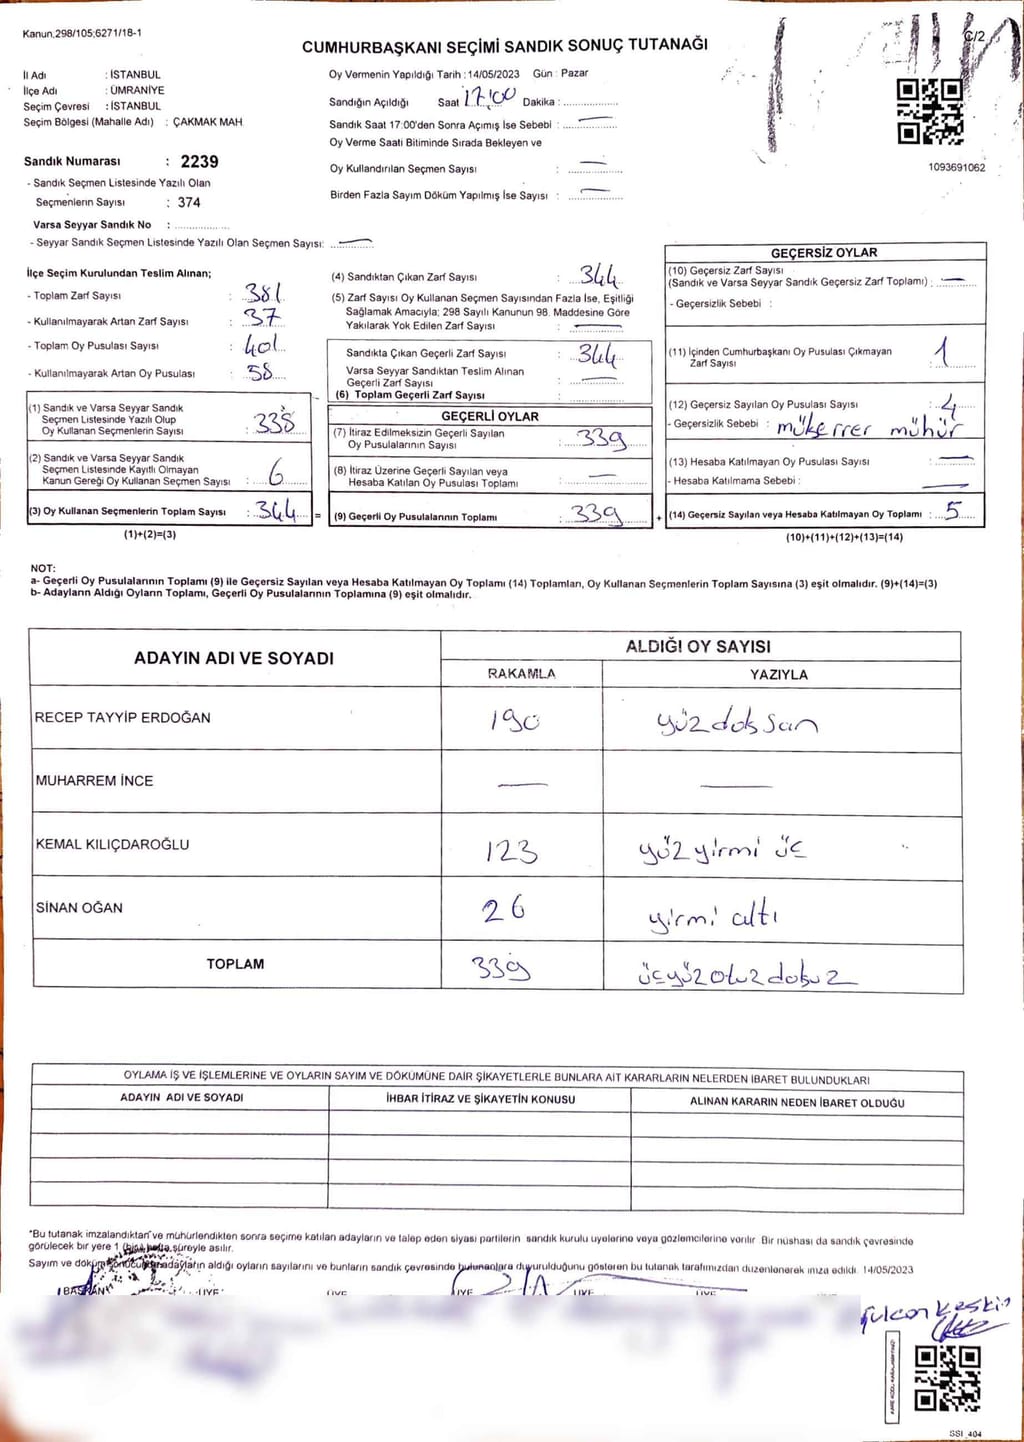 Kanun,298/105;6271/18-1
C/2
CUMHURBAŞKANI SEÇİMİ SANDIK SONUÇ TUTANAĞI
İl Adı : İSTANBUL
İlçe Adı : ÜMRANİYE
Seçim Çevresi : İSTANBUL
Seçim Bölgesi (Mahalle Adı) : ÇAKMAK MAH.
Sandık Numarası : 2239
- Sandık Seçmen Listesinde Yazılı Olan
Seçmenlerin Sayısı : 374
Varsa Seyyar Sandık No :
- Seyyar Sandık Seçmen Listesinde Yazılı Olan Seçmen Sayısı: —
Oy Vermenin Yapıldığı Tarih :14/05/2023 Gün : Pazar
Sandığın Açıldığı Saat 17:00 Dakika :
Sandık Saat 17:00'den Sonra Açımış İse Sebebi : —
Oy Verme Saati Bitiminde Sırada Bekleyen ve
Oy Kullandırılan Seçmen Sayısı : —
Birden Fazla Sayım Döküm Yapılmış İse Sayısı : —
1093691062
İlçe Seçim Kurulundan Teslim Alınan;
- Toplam Zarf Sayısı : 381
- Kullanılmayarak Artan Zarf Sayısı : 37
- Toplam Oy Pusulası Sayısı : 401
- Kullanılmayarak Artan Oy Pusulası : 58
(1) Sandık ve Varsa Seyyar Sandık
Seçmen Listesinde Yazılı Olup
Oy Kullanan Seçmenlerin Sayısı : 338
(2) Sandık ve Varsa Seyyar Sandık
Seçmen Listesinde Kayıtlı Olmayan
Kanun Gereği Oy Kullanan Seçmen Sayısı : 6
(3) Oy Kullanan Seçmenlerin Toplam Sayısı : 344 =
(1)+(2)=(3)
(4) Sandıktan Çıkan Zarf Sayısı : 344
(5) Zarf Sayısı Oy Kullanan Seçmen Sayısından Fazla İse, Eşitliği
Sağlamak Amacıyla; 298 Sayılı Kanunun 98. Maddesine Göre
Yakılarak Yok Edilen Zarf Sayısı : —
Sandıkta Çıkan Geçerli Zarf Sayısı : 344
Varsa Seyyar Sandıktan Teslim Alınan
Geçerli Zarf Sayısı : —
(6) Toplam Geçerli Zarf Sayısı :
GEÇERLİ OYLAR
(7) İtiraz Edilmeksizin Geçerli Sayılan
Oy Pusulalarının Sayısı : 339
(8) İtiraz Üzerine Geçerli Sayılan veya
Hesaba Katılan Oy Pusulası Toplamı : —
(9) Geçerli Oy Pusulalarının Toplamı : 339 +
GEÇERSİZ OYLAR
(10) Geçersiz Zarf Sayısı
(Sandık ve Varsa Seyyar Sandık Geçersiz Zarf Toplamı) : —
- Geçersizlik Sebebi :
(11) İçinden Cumhurbaşkanı Oy Pusulası Çıkmayan
Zarf Sayısı : 1
(12) Geçersiz Sayılan Oy Pusulası Sayısı : 4
- Geçersizlik Sebebi : mükerrer mühür
(13) Hesaba Katılmayan Oy Pusulası Sayısı : —
- Hesaba Katılmama Sebebi : —
(14) Geçersiz Sayılan veya Hesaba Katılmayan Oy Toplamı : 5
(10)+(11)+(12)+(13)=(14)
NOT:
a- Geçerli Oy Pusulalarının Toplamı (9) ile Geçersiz Sayılan veya Hesaba Katılmayan Oy Toplamı (14) Toplamları, Oy Kullanan Seçmenlerin Toplam Sayısına (3) eşit olmalıdır. (9)+(14)=(3)
b- Adayların Aldığı Oyların Toplamı, Geçerli Oy Pusulalarının Toplamına (9) eşit olmalıdır.
ADAYIN ADI VE SOYADI
ALDIĞI OY SAYISI
RAKAMLA YAZIYLA
RECEP TAYYİP ERDOĞAN 190 yüz doksan
MUHARREM İNCE — —
KEMAL KILIÇDAROĞLU 123 yüz yirmi üç
SİNAN OĞAN 26 yirmi altı
TOPLAM 339 üçyüz otuz dokuz
OYLAMA İŞ VE İŞLEMLERİNE VE OYLARIN SAYIM VE DÖKÜMÜNE DAİR ŞİKAYETLERLE BUNLARA AİT KARARLARIN NELERDEN İBARET BULUNDUKLARI
ADAYIN ADI VE SOYADI İHBAR İTİRAZ VE ŞİKAYETİN KONUSU ALINAN KARARIN NEDEN İBARET OLDUĞU
*Bu tutanak imzalandıktan ve mühürlendikten sonra seçime katılan adayların ve talep eden siyasi partilerin sandık kurulu üyelerine veya gözlemcilerine verilir. Bir nüshası da sandık çevresinde
görülecek bir yere 1 (bir) hafta süreyle asılır.
Sayım ve döküm sonucu adayların aldığı oyların sayılarını ve bunların sandık çevresinde bulunanlara duyurulduğunu gösteren bu tutanak tarafımızdan düzenlenerek imza edildi. 14/05/2023
BAŞKAN ÜYE ÜYE ÜYE ÜYE ÜYE
Keskin
SSI_404